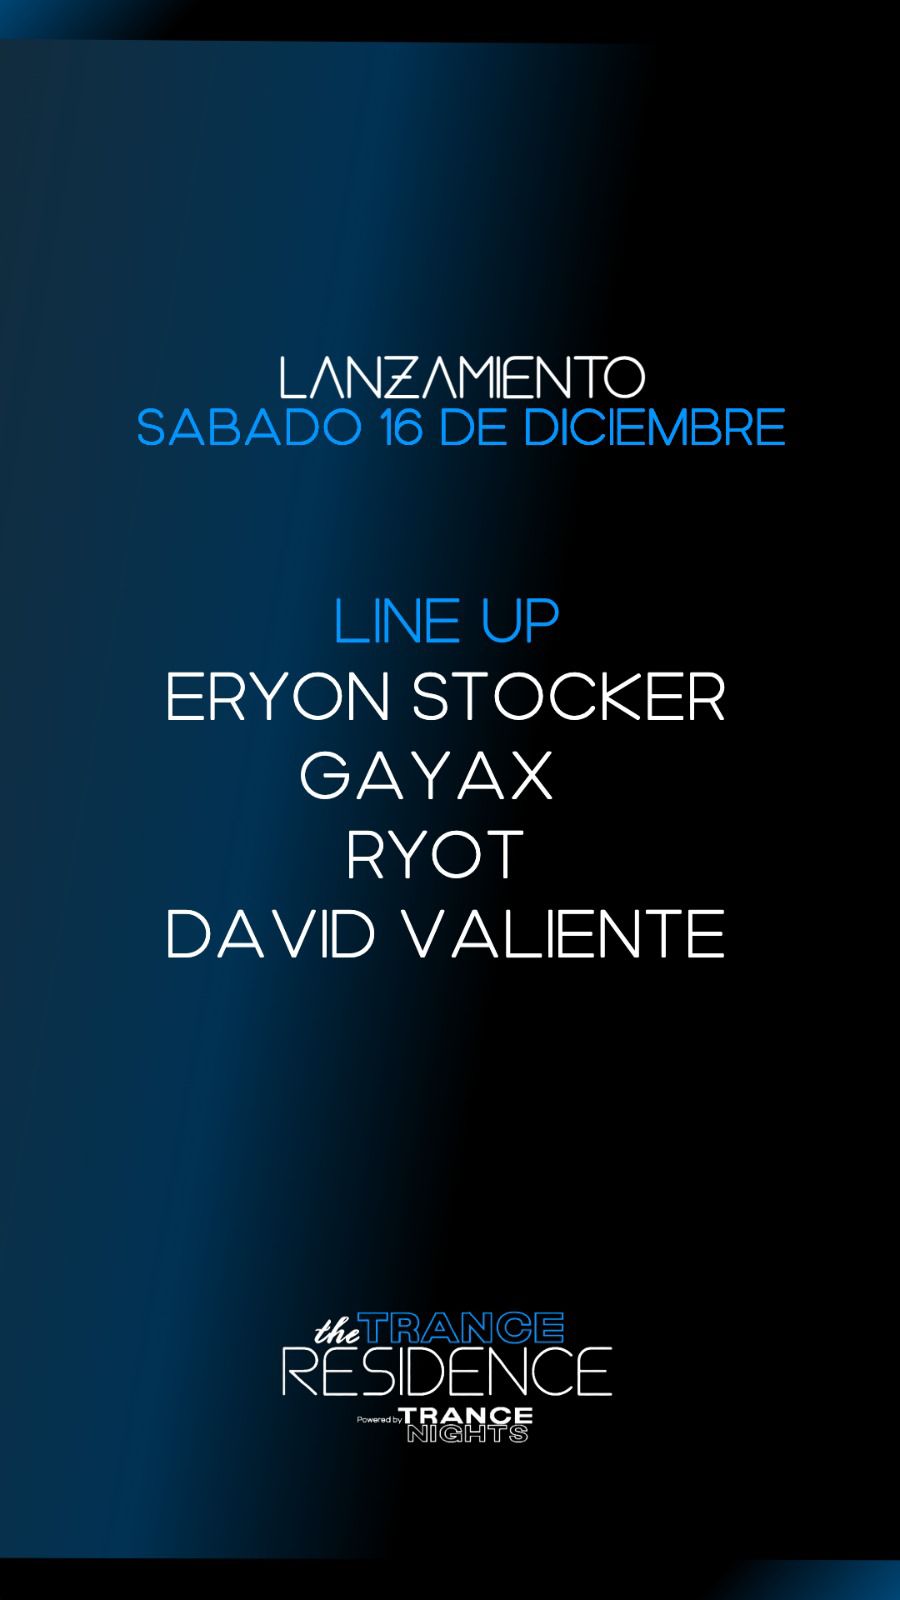 LANZAMIENTO
SABADO 16 DE DICIEMBRE
LINE UP
ERYON STOCKER
GAYAX
RYOT
DAVID VALIENTE
the TRANCE
RESIDENCE
Powered by TRANCE
NIGHTS